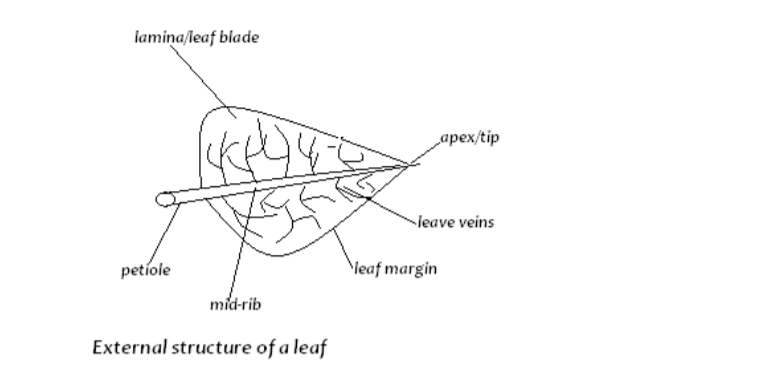 lamina/leaf blade
apex/tip
leave veins
petiole
leaf margin
mid-rib
External structure of a leaf